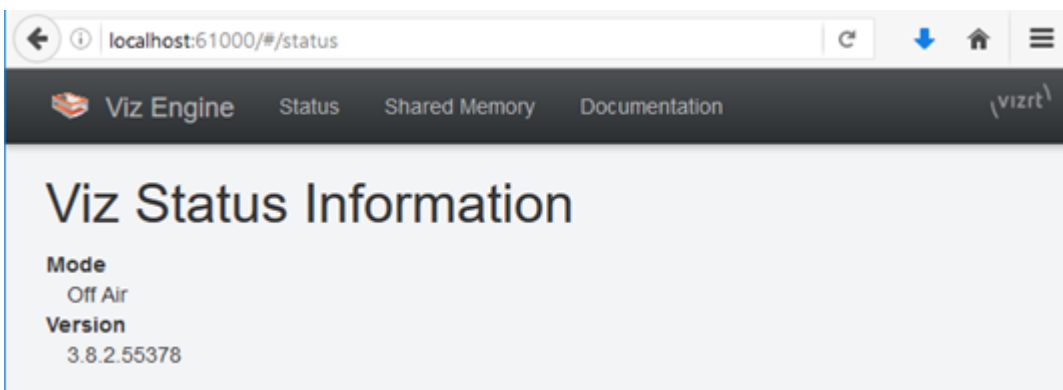 localhost:61000/#/status
Viz Engine Status Shared Memory Documentation vizrt
Viz Status Information
Mode
Off Air
Version
3.8.2.55378